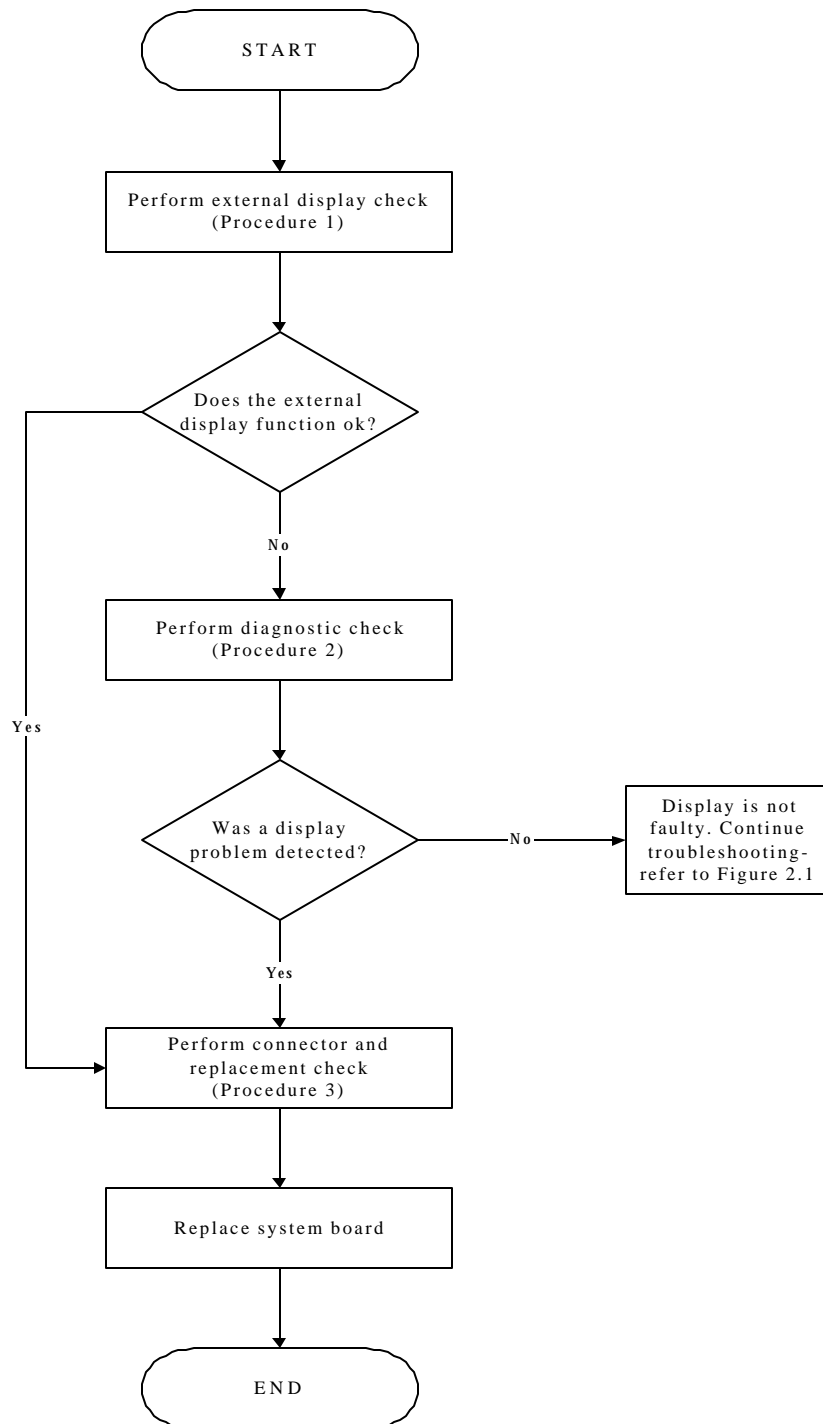 START
Perform external display check
(Procedure 1)
Does the external
display function ok?
No
Perform diagnostic check
(Procedure 2)
Yes
Was a display
problem detected?
No
Display is not
faulty. Continue
troubleshooting-
refer to Figure 2.1
Yes
Perform connector and
replacement check
(Procedure 3)
Replace system board
END